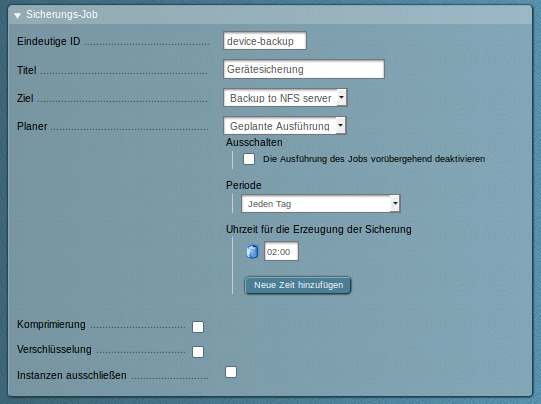 Sicherungs-Job
Eindeutige ID device-backup
Titel Gerätesicherung
Ziel Backup to NFS server
Planer Geplante Ausführung
Ausschalten
Die Ausführung des Jobs vorübergehend deaktivieren
Periode
Jeden Tag
Uhrzeit für die Erzeugung der Sicherung
02:00
Neue Zeit hinzufügen
Komprimierung
Verschlüsselung
Instanzen ausschließen